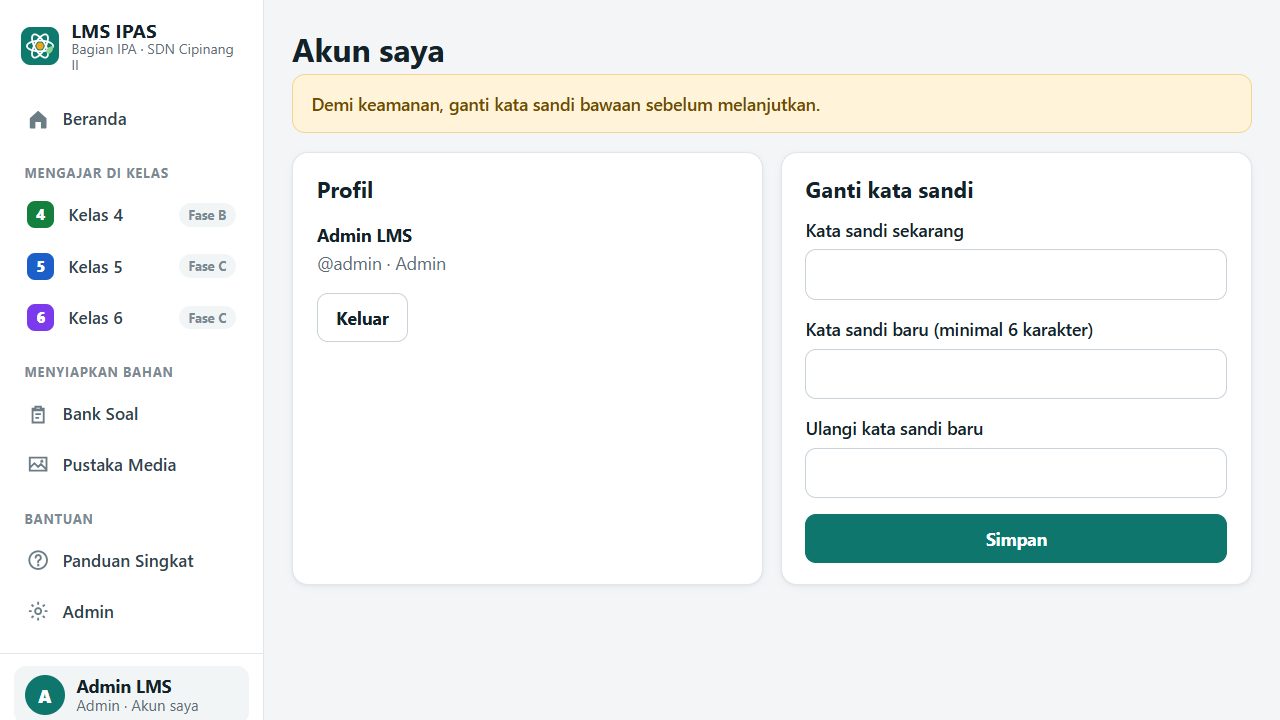 LMS IPAS
Bagian IPA · SDN Cipinang
II
Beranda
MENGAJAR DI KELAS
4 Kelas 4 Fase B
5 Kelas 5 Fase C
6 Kelas 6 Fase C
MENYIAPKAN BAHAN
Bank Soal
Pustaka Media
BANTUAN
Panduan Singkat
Admin
A Admin LMS
Admin · Akun saya
Akun saya
Demi keamanan, ganti kata sandi bawaan sebelum melanjutkan.
Profil
Admin LMS
@admin · Admin
Keluar
Ganti kata sandi
Kata sandi sekarang
Kata sandi baru (minimal 6 karakter)
Ulangi kata sandi baru
Simpan